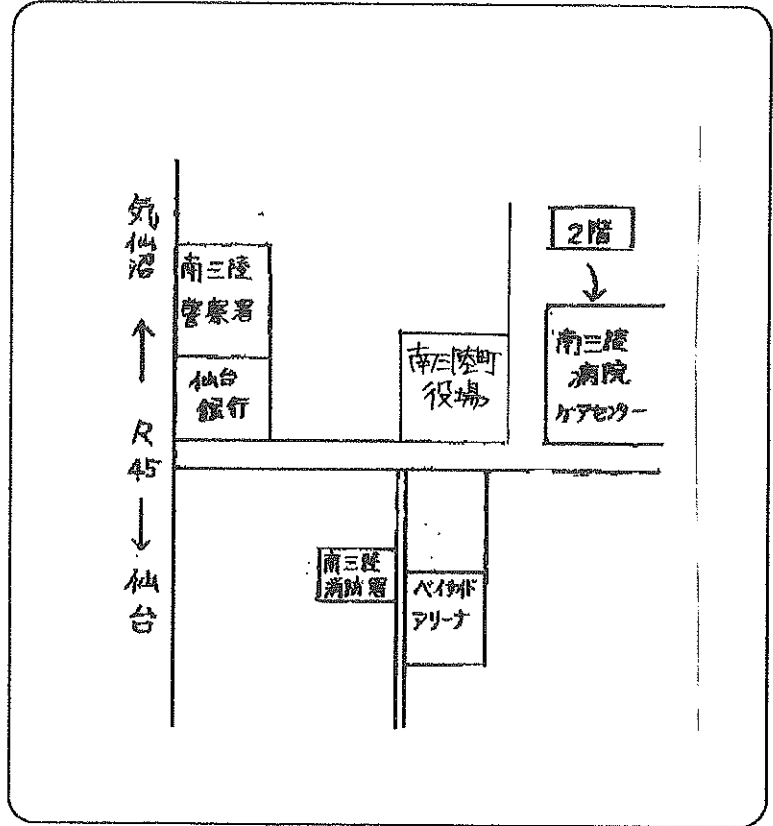 気仙沼
↑
R
45
↓
仙台
南三陸
警察署
仙台
銀行
南三陸町
役場
2階
南三陸
病院
ケアセンター
南三陸
消防署
ベイサイド
アリーナ